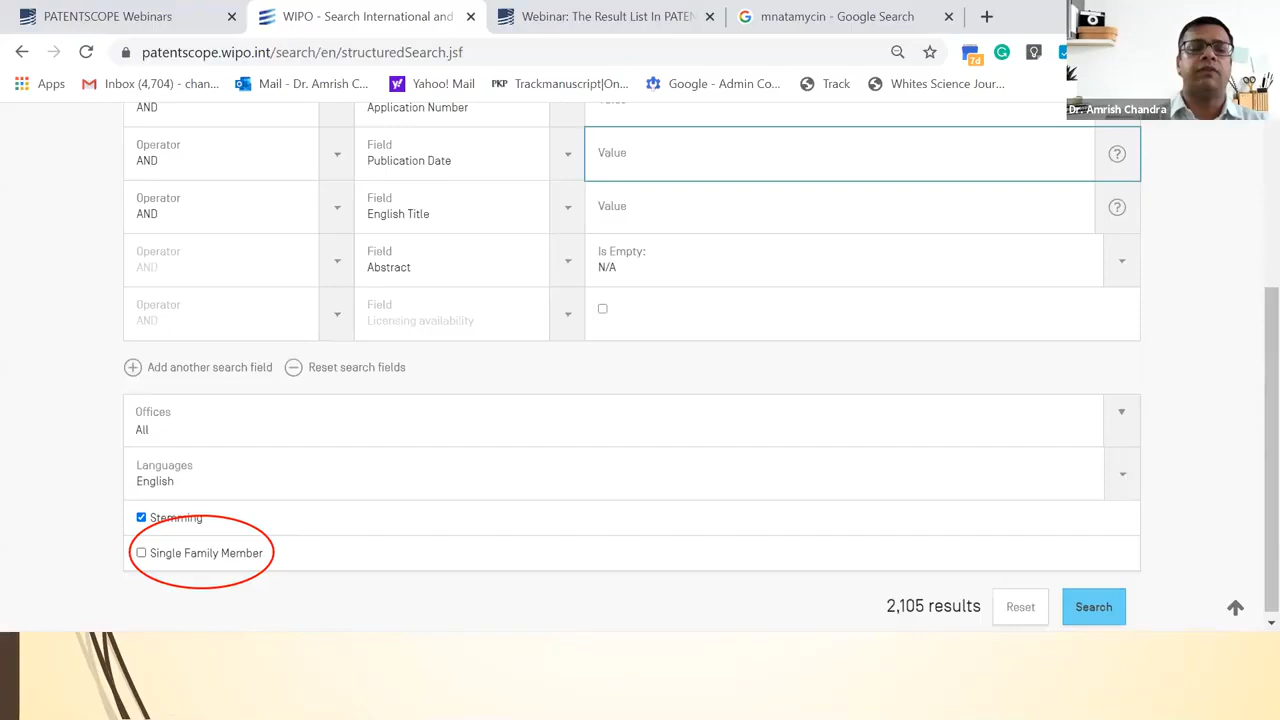 PATENTSCOPE Webinars
WIPO - Search International and
Webinar: The Result List In PATE
mnatamycin - Google Search
patentscope.wipo.int/search/en/structuredSearch.jsf
7d
Apps
Inbox (4,704) - chan...
Mail - Dr. Amrish C...
Yahoo! Mail
PKP Trackmanuscript|On...
Google - Admin Co...
Track
Whites Science Jour...
Dr. Amrish Chandra
AND
Application Number
Value
Operator
AND
Field
Publication Date
Value
Operator
AND
Field
English Title
Value
Operator
AND
Field
Abstract
Is Empty:
N/A
Operator
AND
Field
Licensing availability
Add another search field
Reset search fields
Offices
All
Languages
English
Stemming
Single Family Member
2,105 results
Reset
Search